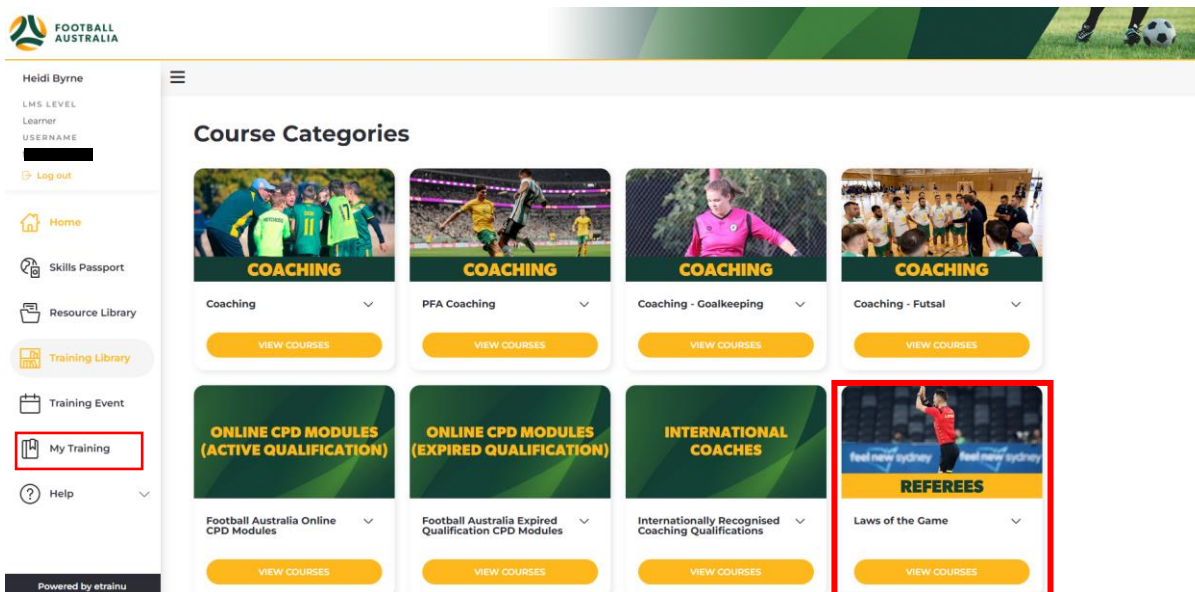 FOOTBALL
AUSTRALIA
Heidi Byrne
LMS LEVEL
Learner
USERNAME
Log out
Home
Skills Passport
Resource Library
Training Library
Training Event
My Training
Help
Powered by etrainu
Course Categories
COACHING
COACHING
COACHING
COACHING
Coaching
PFA Coaching
Coaching - Goalkeeping
Coaching - Futsal
VIEW COURSES
VIEW COURSES
VIEW COURSES
VIEW COURSES
ONLINE CPD MODULES
(ACTIVE QUALIFICATION)
ONLINE CPD MODULES
(EXPIRED QUALIFICATION)
INTERNATIONAL
COACHES
feel new sydney
feel new sydney
REFEREES
Football Australia Online
CPD Modules
Football Australia Expired
Qualification CPD Modules
Internationally Recognised
Coaching Qualifications
Laws of the Game
VIEW COURSES
VIEW COURSES
VIEW COURSES
VIEW COURSES